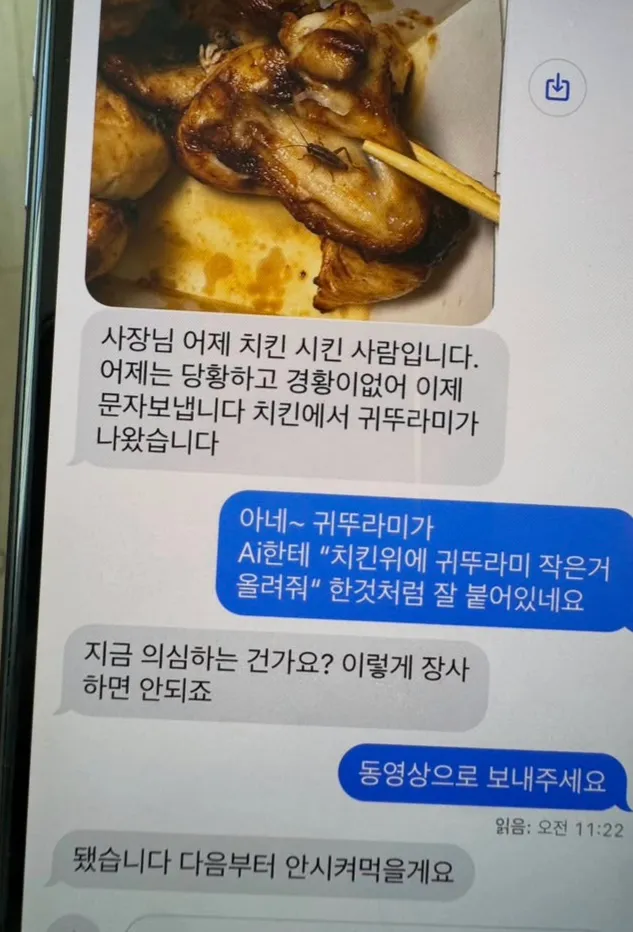 사장님 어제 치킨 시킨 사람입니다.
어제는 당황하고 경황이없어 이제
문자보냅니다 치킨에서 귀뚜라미가
나왔습니다
아네~ 귀뚜라미가
Ai한테 "치킨위에 귀뚜라미 작은거
올려줘" 한것처럼 잘 붙어있네요
지금 의심하는 건가요? 이렇게 장사
하면 안되죠
동영상으로 보내주세요
읽음: 오전 11:22
됐습니다 다음부터 안시켜먹을게요